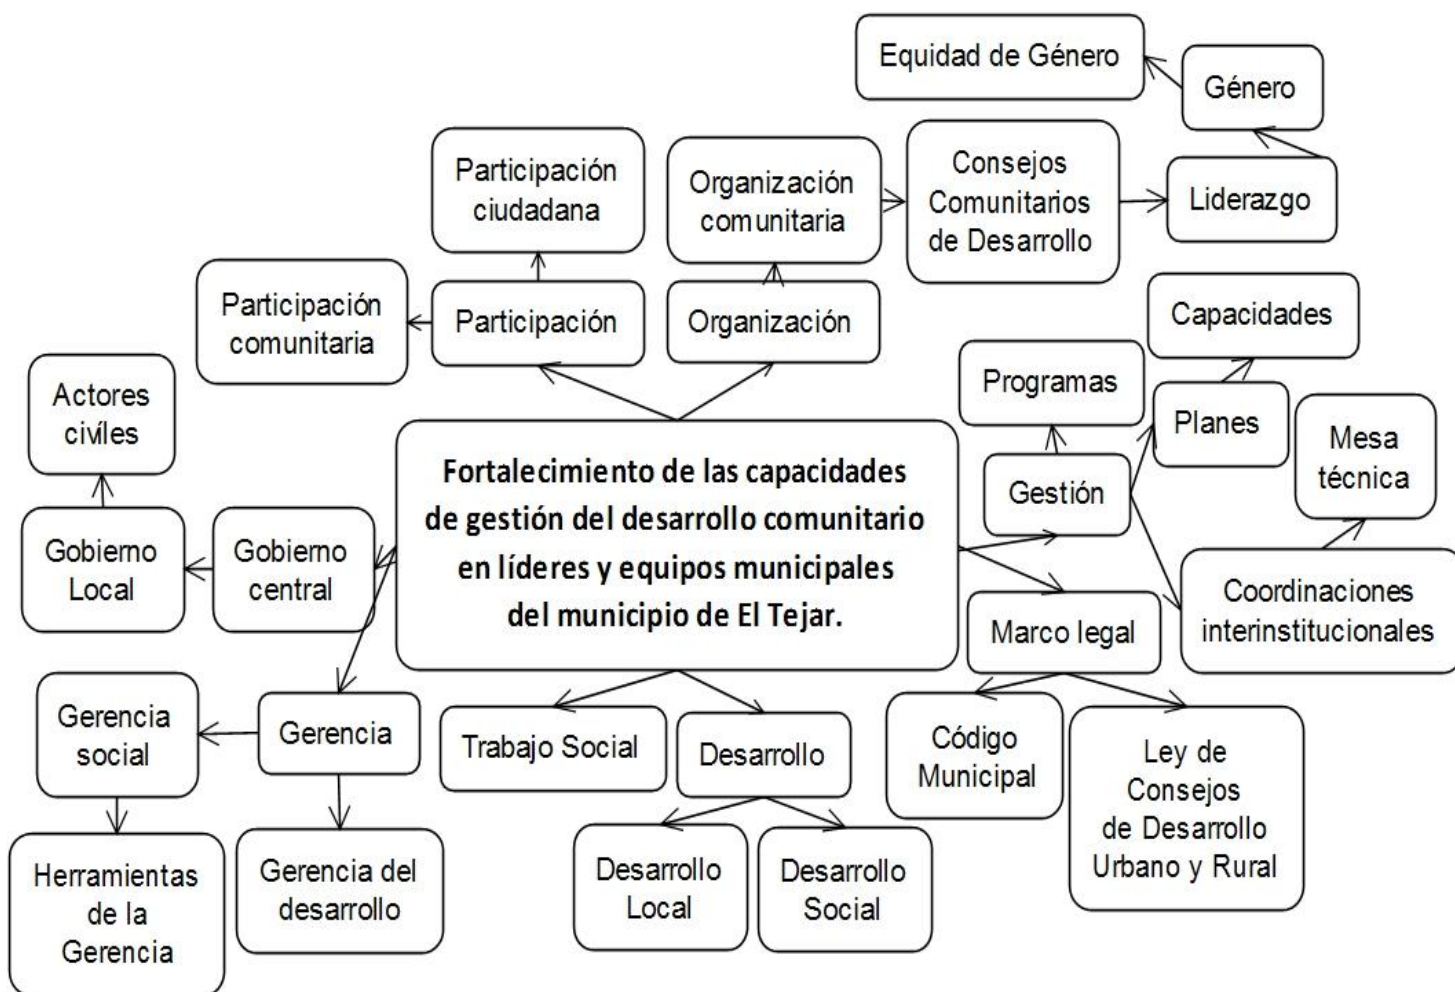 Equidad de Género
Género
Participación
ciudadana
Organización
comunitaria
Consejos
Comunitarios
de Desarrollo
Liderazgo
Participación
comunitaria
Participación
Organización
Capacidades
Programas
Planes
Mesa
técnica
Actores
civíles
Fortalecimiento de las capacidades
de gestión del desarrollo comunitario
en líderes y equipos municipales
del municipio de El Tejar.
Gestión
Gobierno
Local
Gobierno
central
Coordinaciones
interinstitucionales
Marco legal
Gerencia
social
Gerencia
Trabajo Social
Desarrollo
Código
Municipal
Ley de
Consejos
de Desarrollo
Urbano y Rural
Herramientas
de la
Gerencia
Gerencia del
desarrollo
Desarrollo
Local
Desarrollo
Social